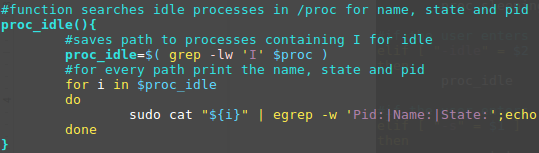 #function searches idle processes in /proc for name, state and pid
proc_idle(){
#saves path to processes containing I for idle
proc_idle=$( grep -lw 'I' $proc )
#for every path print the name, state and pid
for i in $proc_idle
do
sudo cat "${i}" | egrep -w 'Pid:|Name:|State:';echo
done
}